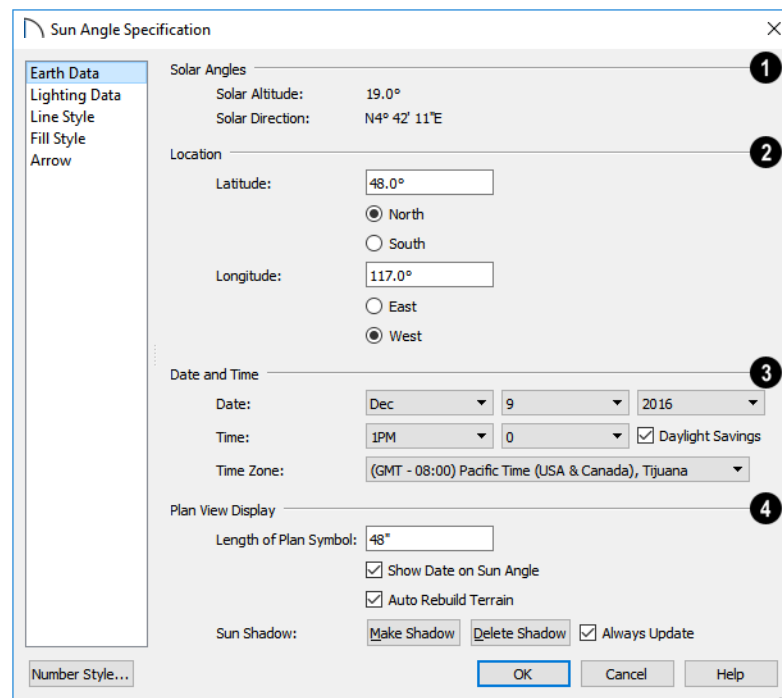 Sun Angle Specification
Earth Data
Lighting Data
Line Style
Fill Style
Arrow
Solar Angles
1
Solar Altitude: 19.0°
Solar Direction: N4° 42' 11"E
Location
2
Latitude: 48.0°
North
South
Longitude: 117.0°
East
West
Date and Time
3
Date: Dec 9 2016
Time: 1PM 0 Daylight Savings
Time Zone: (GMT - 08:00) Pacific Time (USA & Canada), Tijuana
Plan View Display
4
Length of Plan Symbol: 48"
Show Date on Sun Angle
Auto Rebuild Terrain
Sun Shadow: Make Shadow Delete Shadow Always Update
Number Style... OK Cancel Help